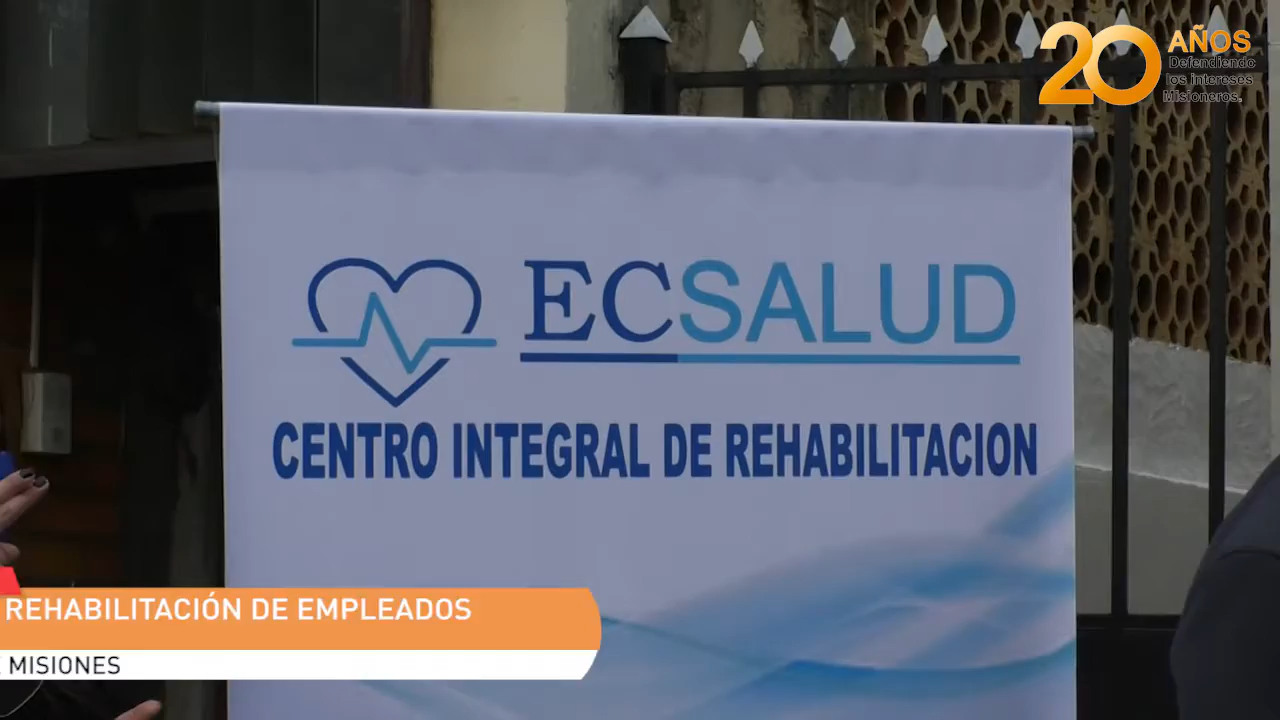 20 AÑOS
Defendiendo
los intereses
Misioneros.
ECSALUD
CENTRO INTEGRAL DE REHABILITACION
REHABILITACIÓN DE EMPLEADOS
MISIONES